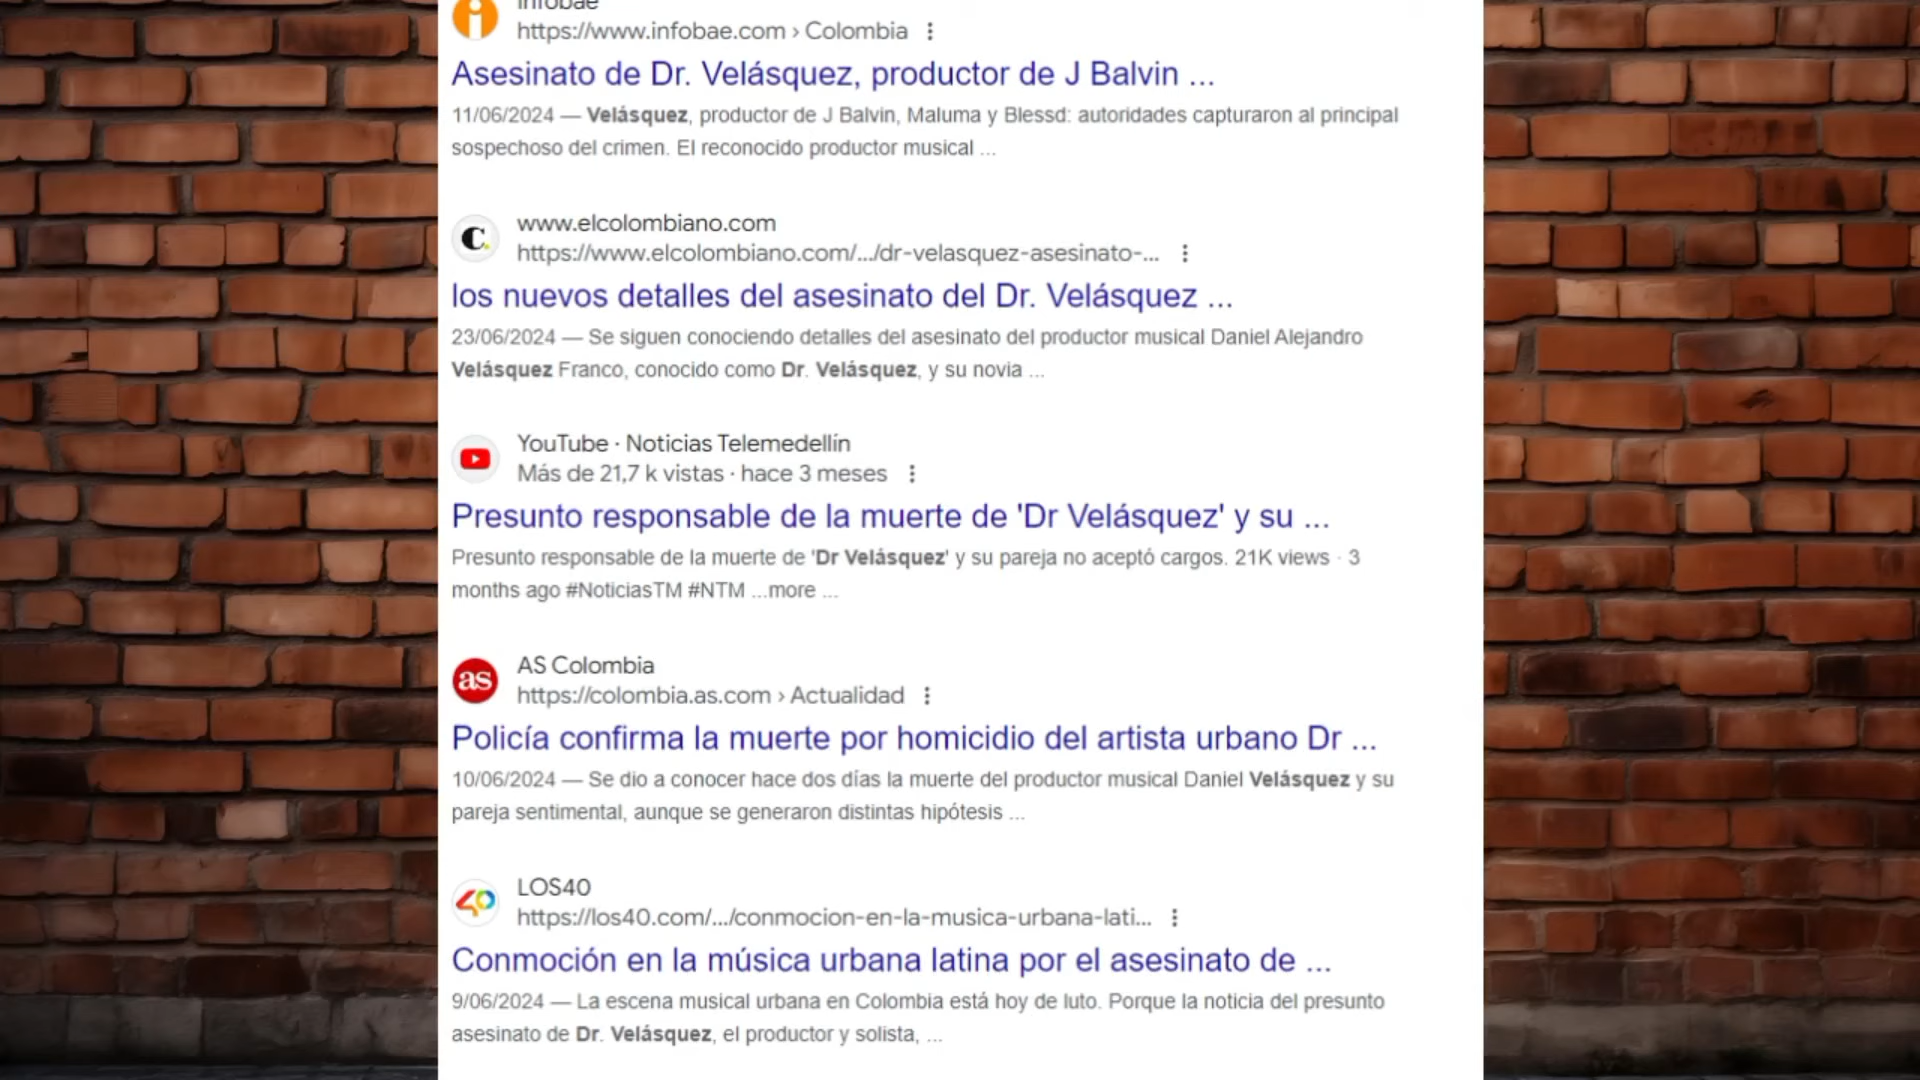 infobae
https://www.infobae.com › Colombia
Asesinato de Dr. Velásquez, productor de J Balvin ...
11/06/2024 — Velásquez, productor de J Balvin, Maluma y Blessd: autoridades capturaron al principal
sospechoso del crimen. El reconocido productor musical ...
C.
www.elcolombiano.com
https://www.elcolombiano.com/.../dr-velasquez-asesinato-...
los nuevos detalles del asesinato del Dr. Velásquez ...
23/06/2024 — Se siguen conociendo detalles del asesinato del productor musical Daniel Alejandro
Velásquez Franco, conocido como Dr. Velásquez, y su novia ...
YouTube · Noticias Telemedellín
Más de 21,7 k vistas · hace 3 meses
Presunto responsable de la muerte de 'Dr Velásquez' y su ...
Presunto responsable de la muerte de 'Dr Velásquez' y su pareja no aceptó cargos. 21K views · 3
months ago #NoticiasTM #NTM ...more ...
as
AS Colombia
https://colombia.as.com › Actualidad
Policía confirma la muerte por homicidio del artista urbano Dr ...
10/06/2024 — Se dio a conocer hace dos días la muerte del productor musical Daniel Velásquez y su
pareja sentimental, aunque se generaron distintas hipótesis ...
40
LOS40
https://los40.com/.../conmocion-en-la-musica-urbana-lati...
Conmoción en la música urbana latina por el asesinato de ...
9/06/2024 — La escena musical urbana en Colombia está hoy de luto. Porque la noticia del presunto
asesinato de Dr. Velásquez, el productor y solista, ...